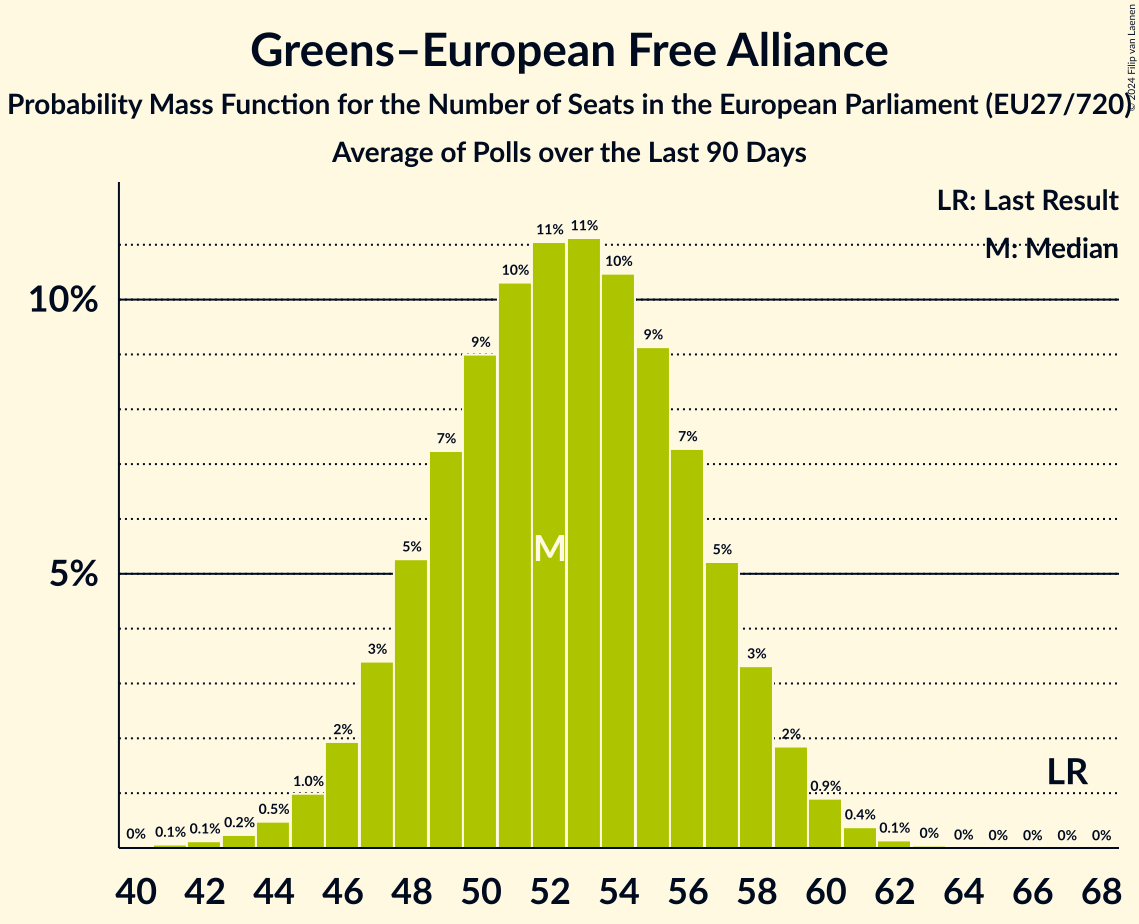 Greens–European Free Alliance
Probability Mass Function for the Number of Seats in the European Parliament (EU27/720)
Average of Polls over the Last 90 Days
© 2024 Filip van Laenen
LR: Last Result
M: Median
10%
5%
0% 0.1% 0.1% 0.2% 0.5% 1.0% 2% 3% 5% 7% 9% 10% 11% 11% 10% 9% 7% 5% 3% 2% 0.9% 0.4% 0.1% 0% 0% 0% 0% 0% 0%
M
LR
40 42 44 46 48 50 52 54 56 58 60 62 64 66 68